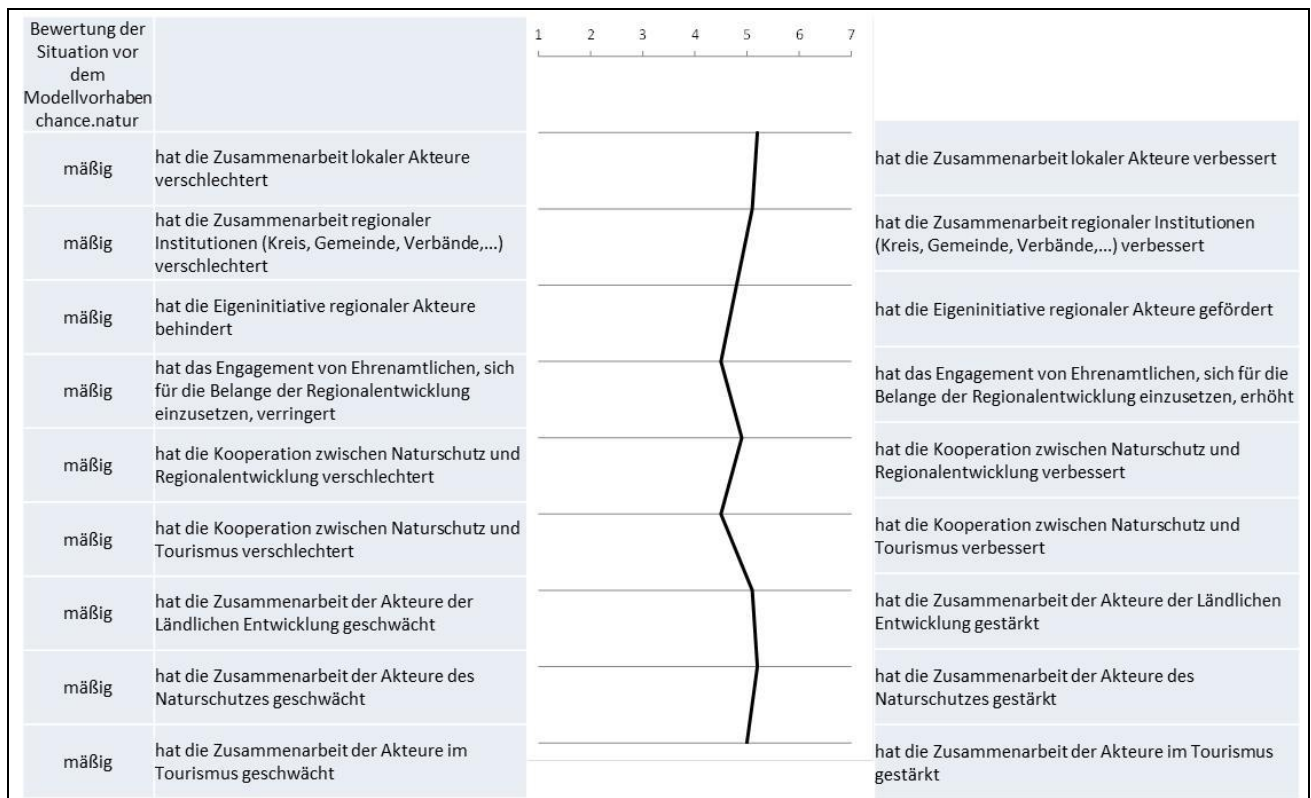 Bewertung der
Situation vor
dem
Modellvorhaben
chance.natur
1 2 3 4 5 6 7
mäßig
hat die Zusammenarbeit lokaler Akteure
verschlechtert
hat die Zusammenarbeit lokaler Akteure verbessert
mäßig
hat die Zusammenarbeit regionaler
Institutionen (Kreis, Gemeinde, Verbände,...)
verschlechtert
hat die Zusammenarbeit regionaler Institutionen
(Kreis, Gemeinde, Verbände,...) verbessert
mäßig
hat die Eigeninitiative regionaler Akteure
behindert
hat die Eigeninitiative regionaler Akteure gefördert
mäßig
hat das Engagement von Ehrenamtlichen, sich
für die Belange der Regionalentwicklung
einzusetzen, verringert
hat das Engagement von Ehrenamtlichen, sich für die
Belange der Regionalentwicklung einzusetzen, erhöht
mäßig
hat die Kooperation zwischen Naturschutz und
Regionalentwicklung verschlechtert
hat die Kooperation zwischen Naturschutz und
Regionalentwicklung verbessert
mäßig
hat die Kooperation zwischen Naturschutz und
Tourismus verschlechtert
hat die Kooperation zwischen Naturschutz und
Tourismus verbessert
mäßig
hat die Zusammenarbeit der Akteure der
Ländlichen Entwicklung geschwächt
hat die Zusammenarbeit der Akteure der Ländlichen
Entwicklung gestärkt
mäßig
hat die Zusammenarbeit der Akteure des
Naturschutzes geschwächt
hat die Zusammenarbeit der Akteure des
Naturschutzes gestärkt
mäßig
hat die Zusammenarbeit der Akteure im
Tourismus geschwächt
hat die Zusammenarbeit der Akteure im Tourismus
gestärkt